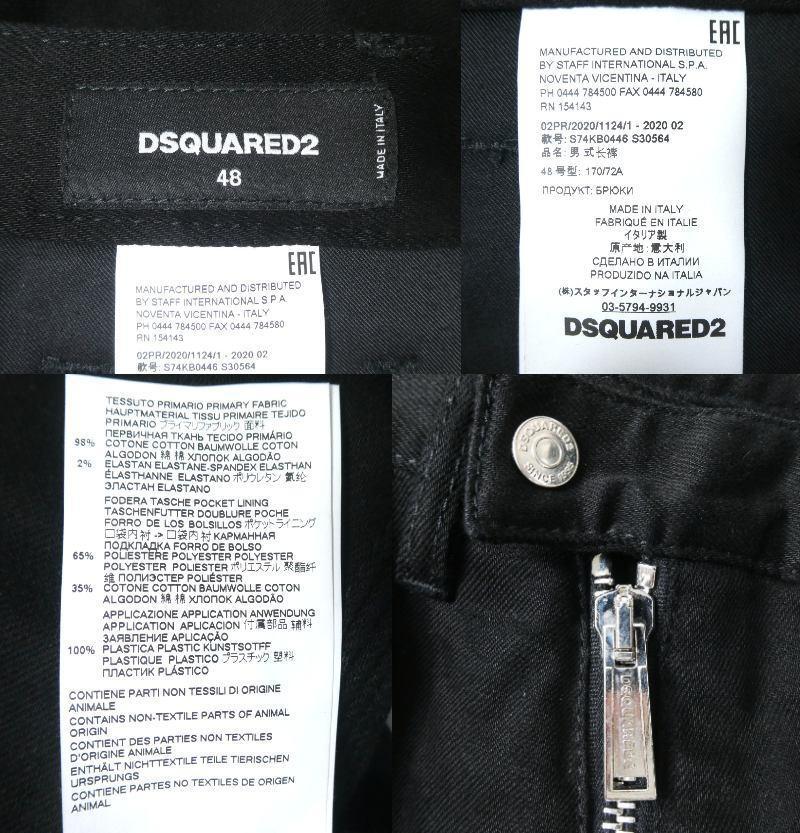 DSQUARED2
48
MADE IN ITALY
EAC
MANUFACTURED AND DISTRIBUTED
BY STAFF INTERNATIONAL S.P.A.
NOVENTA VICENTINA - ITALY
PH 0444 784500 FAX 0444 784580
RN 154143
02PR/2020/1124/1 - 2020 02
款号: S74KB0446 S30564
EAC
MANUFACTURED AND DISTRIBUTED
BY STAFF INTERNATIONAL S.P.A.
NOVENTA VICENTINA - ITALY
PH 0444 784500 FAX 0444 784580
RN 154143
02PR/2020/1124/1 - 2020 02
款号: S74KB0446 S30564
品名: 男式长裤
48 号型: 170/72A
ПРОДУКТ: БРЮКИ
MADE IN ITALY
FABRIQUÉ EN ITALIE
イタリア製
原产地: 意大利
СДЕЛАНО В ИТАЛИИ
PRODUZIDO NA ITALIA
(株)スタッフインターナショナルジャパン
03-5794-9931
DSQUARED2
TESSUTO PRIMARIO PRIMARY FABRIC
HAUPTMATERIAL TISSU PRIMAIRE TEJIDO
PRIMARIO プライマリファブリック 面料
ПЕРВИЧНАЯ ТКАНЬ TECIDO PRIMÁRIO
98% COTONE COTTON BAUMWOLLE COTON
ALGODON 綿 棉 ХЛОПОК ALGODÃO
2% ELASTAN ELASTANE-SPANDEX ELASTHAN
ÉLASTHANNE ELASTANO ポリウレタン 氨纶
ЭЛАСТАН ELASTANO
FODERA TASCHE POCKET LINING
TASCHENFUTTER DOUBLURE POCHE
FORRO DE LOS BOLSILLOS ポケットライニング
口袋内衬 -> 口袋内衬 КАРМАННАЯ
ПОДКЛАДКА FORRO DE BOLSO
65% POLIESTERE POLYESTER POLYESTER
POLYESTER POLIESTER ポリエステル 聚酯纤
维 ПОЛИЭСТЕР POLIÉSTER
35% COTONE COTTON BAUMWOLLE COTON
ALGODON 綿 棉 ХЛОПОК ALGODÃO
APPLICAZIONE APPLICATION ANWENDUNG
APPLICATION APLICACION 付属部品 辅料
ЗАЯВЛЕНИЕ APLICAÇÃO
100% PLASTICA PLASTIC KUNSTSOTFF
PLASTIQUE PLASTICO プラスチック 塑料
ПЛАСТИК PLÁSTICO
CONTIENE PARTI NON TESSILI DI ORIGINE
ANIMALE
CONTAINS NON-TEXTILE PARTS OF ANIMAL
ORIGIN
CONTIENT DES PARTIES NON TEXTILES
D'ORIGINE ANIMALE
ENTHÄLT NICHTTEXTILE TEILE TIERISCHEN
URSPRUNGS
CONTIENE PARTES NO TEXTILES DE ORIGEN
ANIMAL
DSQUARED2
SINCE
DSQUARED2